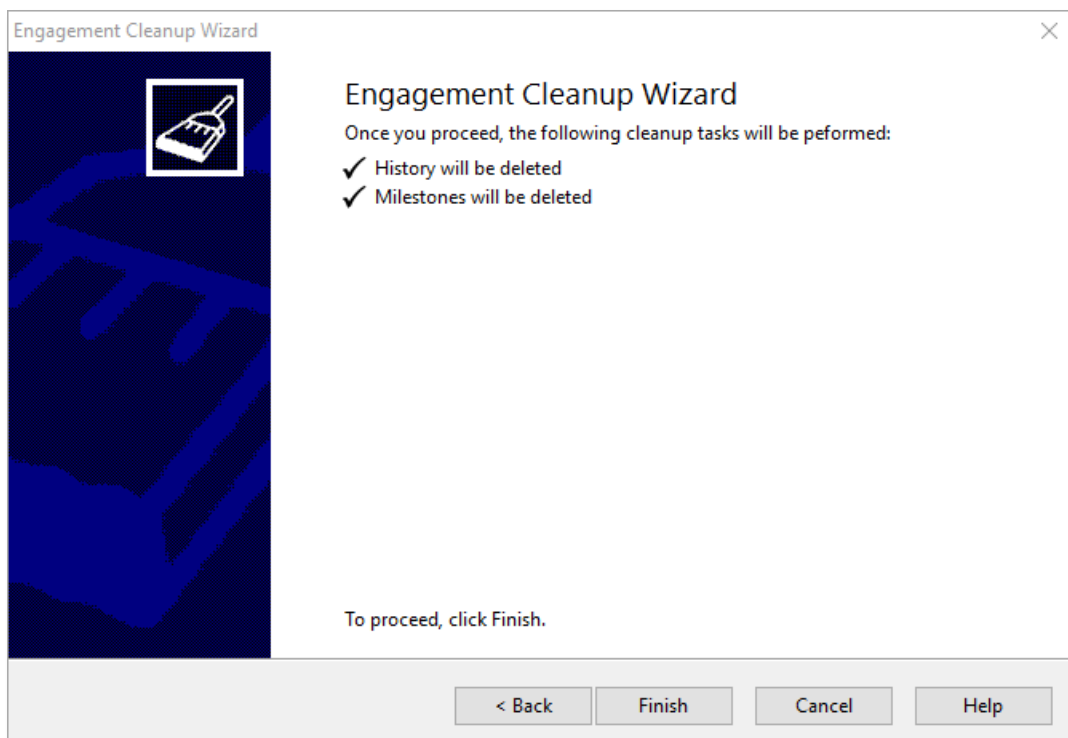 Engagement Cleanup Wizard
Engagement Cleanup Wizard
Once you proceed, the following cleanup tasks will be peformed:
History will be deleted
Milestones will be deleted
To proceed, click Finish.
< Back
Finish
Cancel
Help